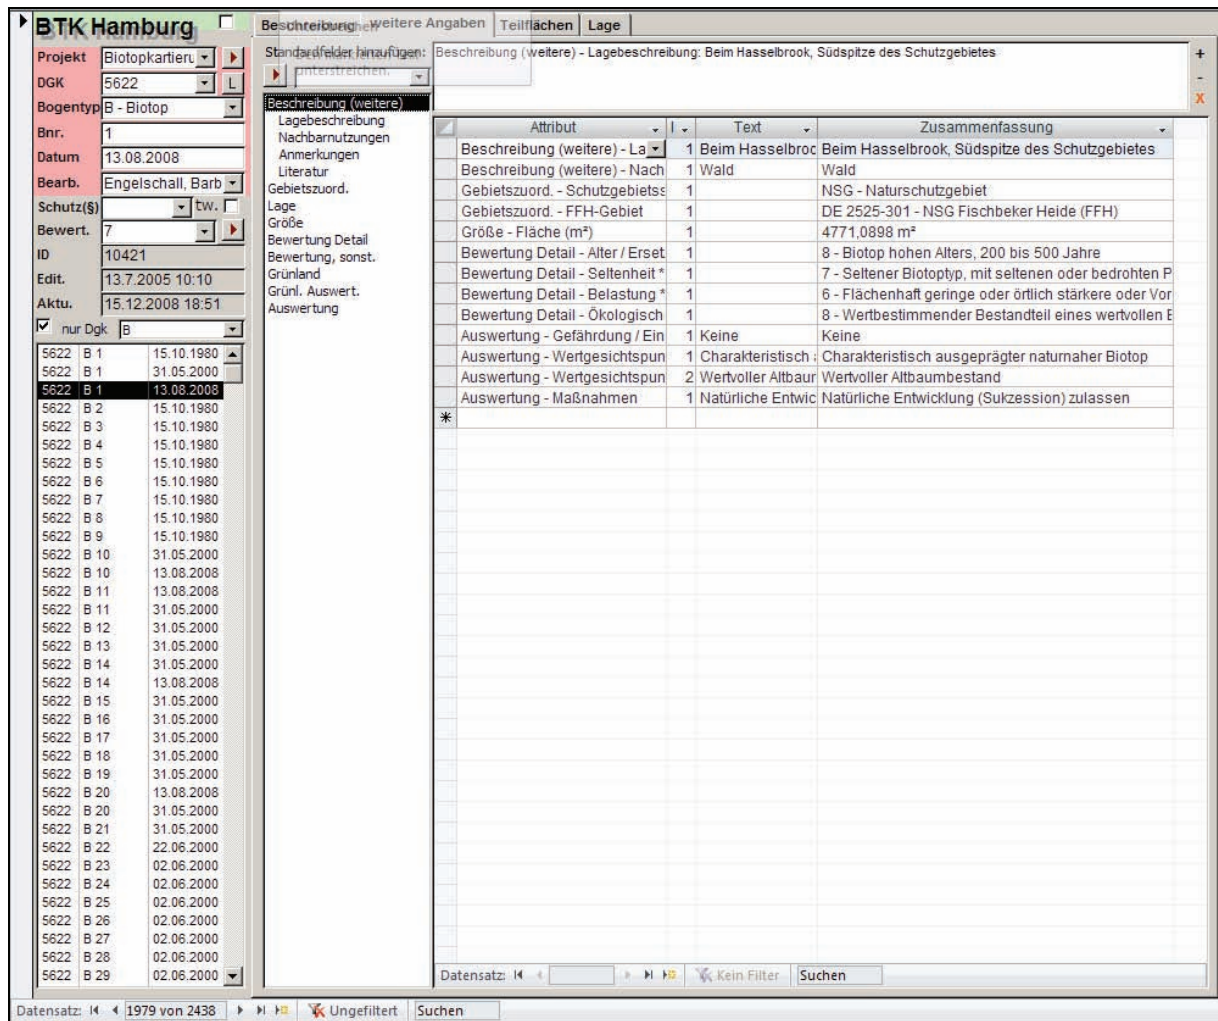 BTK Hamburg
Projekt Biotopkartieru
DGK 5622 L
Bogentyp B - Biotop
Bnr. 1
Datum 13.08.2008
Bearb. Engelschall, Barb
Schutz(§) tw.
Bewert. 7
ID 10421
Edit. 13.7.2005 10:10
Aktu. 15.12.2008 18:51
nur Dgk B
5622 B 1 15.10.1980
5622 B 1 31.05.2000
5622 B 1 13.08.2008
5622 B 2 15.10.1980
5622 B 3 15.10.1980
5622 B 4 15.10.1980
5622 B 5 15.10.1980
5622 B 6 15.10.1980
5622 B 7 15.10.1980
5622 B 8 15.10.1980
5622 B 9 15.10.1980
5622 B 10 31.05.2000
5622 B 10 13.08.2008
5622 B 11 13.08.2008
5622 B 11 31.05.2000
5622 B 12 31.05.2000
5622 B 13 31.05.2000
5622 B 14 31.05.2000
5622 B 14 13.08.2008
5622 B 15 31.05.2000
5622 B 16 31.05.2000
5622 B 17 31.05.2000
5622 B 18 31.05.2000
5622 B 19 31.05.2000
5622 B 20 13.08.2008
5622 B 20 31.05.2000
5622 B 21 31.05.2000
5622 B 22 22.06.2000
5622 B 23 02.06.2000
5622 B 24 02.06.2000
5622 B 25 02.06.2000
5622 B 26 02.06.2000
5622 B 27 02.06.2000
5622 B 28 02.06.2000
5622 B 29 02.06.2000
Beschreibung weitere Angaben Teilflächen Lage
Standardfelder hinzufügen:
unterstreichen.
Beschreibung (weitere) - Lagebeschreibung: Beim Hasselbrook, Südspitze des Schutzgebietes
+
-
X
Beschreibung (weitere)
Lagebeschreibung
Nachbarnutzungen
Anmerkungen
Literatur
Gebietszuord.
Lage
Größe
Bewertung Detail
Bewertung, sonst.
Grünland
Grünl. Auswert.
Auswertung
Attribut I Text Zusammenfassung
Beschreibung (weitere) - La 1 Beim Hasselbroc Beim Hasselbrook, Südspitze des Schutzgebietes
Beschreibung (weitere) - Nach 1 Wald Wald
Gebietszuord. - Schutzgebietss 1 NSG - Naturschutzgebiet
Gebietszuord. - FFH-Gebiet 1 DE 2525-301 - NSG Fischbeker Heide (FFH)
Größe - Fläche (m²) 1 4771,0898 m²
Bewertung Detail - Alter / Erset 1 8 - Biotop hohen Alters, 200 bis 500 Jahre
Bewertung Detail - Seltenheit * 1 7 - Seltener Biotoptyp, mit seltenen oder bedrohten P
Bewertung Detail - Belastung * 1 6 - Flächenhaft geringe oder örtlich stärkere oder Vor
Bewertung Detail - Ökologisch 1 8 - Wertbestimmender Bestandteil eines wertvollen B
Auswertung - Gefährdung / Ein 1 Keine Keine
Auswertung - Wertgesichtspun 1 Charakteristisch Charakteristisch ausgeprägter naturnaher Biotop
Auswertung - Wertgesichtspun 2 Wertvoller Altbaur Wertvoller Altbaumbestand
Auswertung - Maßnahmen 1 Natürliche Entwic Natürliche Entwicklung (Sukzession) zulassen
Datensatz: Kein Filter Suchen
Datensatz: 1979 von 2438 Ungefiltert Suchen